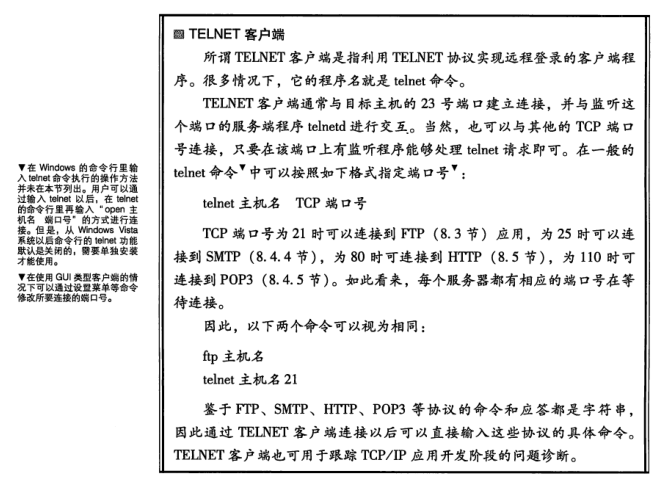 ▩ TELNET 客户端
所谓 TELNET 客户端是指利用 TELNET 协议实现远程登录的客户端程
序。很多情况下，它的程序名就是 telnet 命令。
TELNET 客户端通常与目标主机的 23 号端口建立连接，并与监听这
个端口的服务端程序 telnetd 进行交互。当然，也可以与其他的 TCP 端口
号连接，只要在该端口上有监听程序能够处理 telnet 请求即可。在一般的
telnet 命令▼中可以按照如下格式指定端口号▼：
telnet 主机名 TCP 端口号
TCP 端口号为 21 时可以连接到 FTP（8.3 节）应用，为 25 时可以连
接到 SMTP（8.4.4 节），为 80 时可连接到 HTTP（8.5 节），为 110 时可
连接到 POP3（8.4.5 节）。如此看来，每个服务器都有相应的端口号在等
待连接。
因此，以下两个命令可以视为相同：
ftp 主机名
telnet 主机名 21
鉴于 FTP、SMTP、HTTP、POP3 等协议的命令和应答都是字符串，
因此通过 TELNET 客户端连接以后可以直接输入这些协议的具体命令。
TELNET 客户端也可用于跟踪 TCP/IP 应用开发阶段的问题诊断。
▼在 Windows 的命令行里输
入 telnet 命令执行的操作方法
并未在本节列出。用户可以通
过输入 telnet 以后，在 telnet
的命令行里再输入“open 主
机名 端口号”的方式进行连
接。但是，从 Windows Vista
系统以后命令行的 telnet 功能
默认是关闭的，需要单独安装
才能使用。
▼在使用 GUI 类型客户端的情
况下可以通过设置菜单等命令
修改所要连接的端口号。